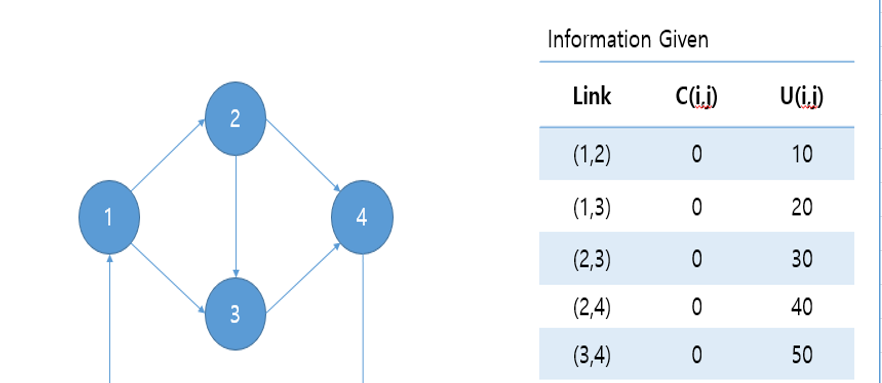 Information Given
Link C(i,j) U(i,j)
(1,2) 0 10
(1,3) 0 20
(2,3) 0 30
(2,4) 0 40
(3,4) 0 50
2
1 4
3